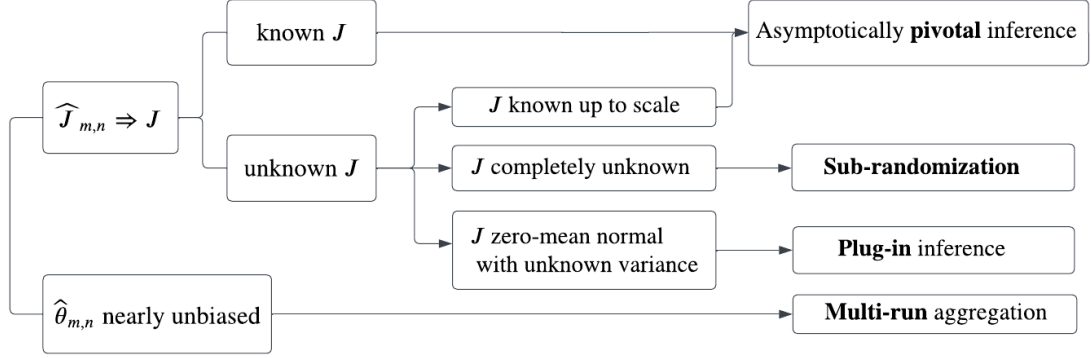 known J
Asymptotically pivotal inference
Ĵ m,n ⇒ J
J known up to scale
unknown J
J completely unknown
Sub-randomization
J zero-mean normal
with unknown variance
Plug-in inference
θ̂ m,n nearly unbiased
Multi-run aggregation